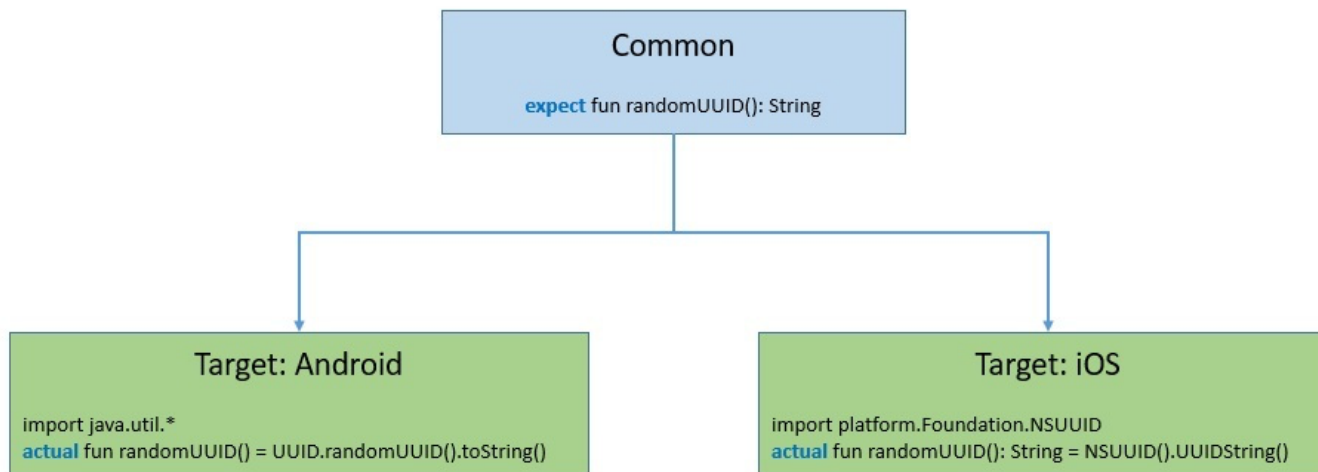 Common
expect fun randomUUID(): String
Target: Android
import java.util.*
actual fun randomUUID() = UUID.randomUUID().toString()
Target: iOS
import platform.Foundation.NSUUID
actual fun randomUUID(): String = NSUUID().UUIDString()